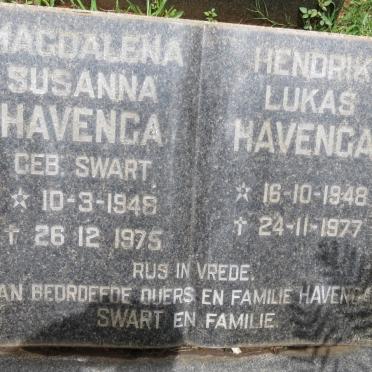 MAGDALENA
SUSANNA
HAVENGA
GEB. SWART
☆ 10-3-1948
† 26 12 1975
HENDRIK
LUKAS
HAVENGA
☆ 16-10-1948
† 24-11-1977
RUS IN VREDE.
VAN BEDROEFDE OUERS EN FAMILIE HAVENGA
SWART EN FAMILIE.